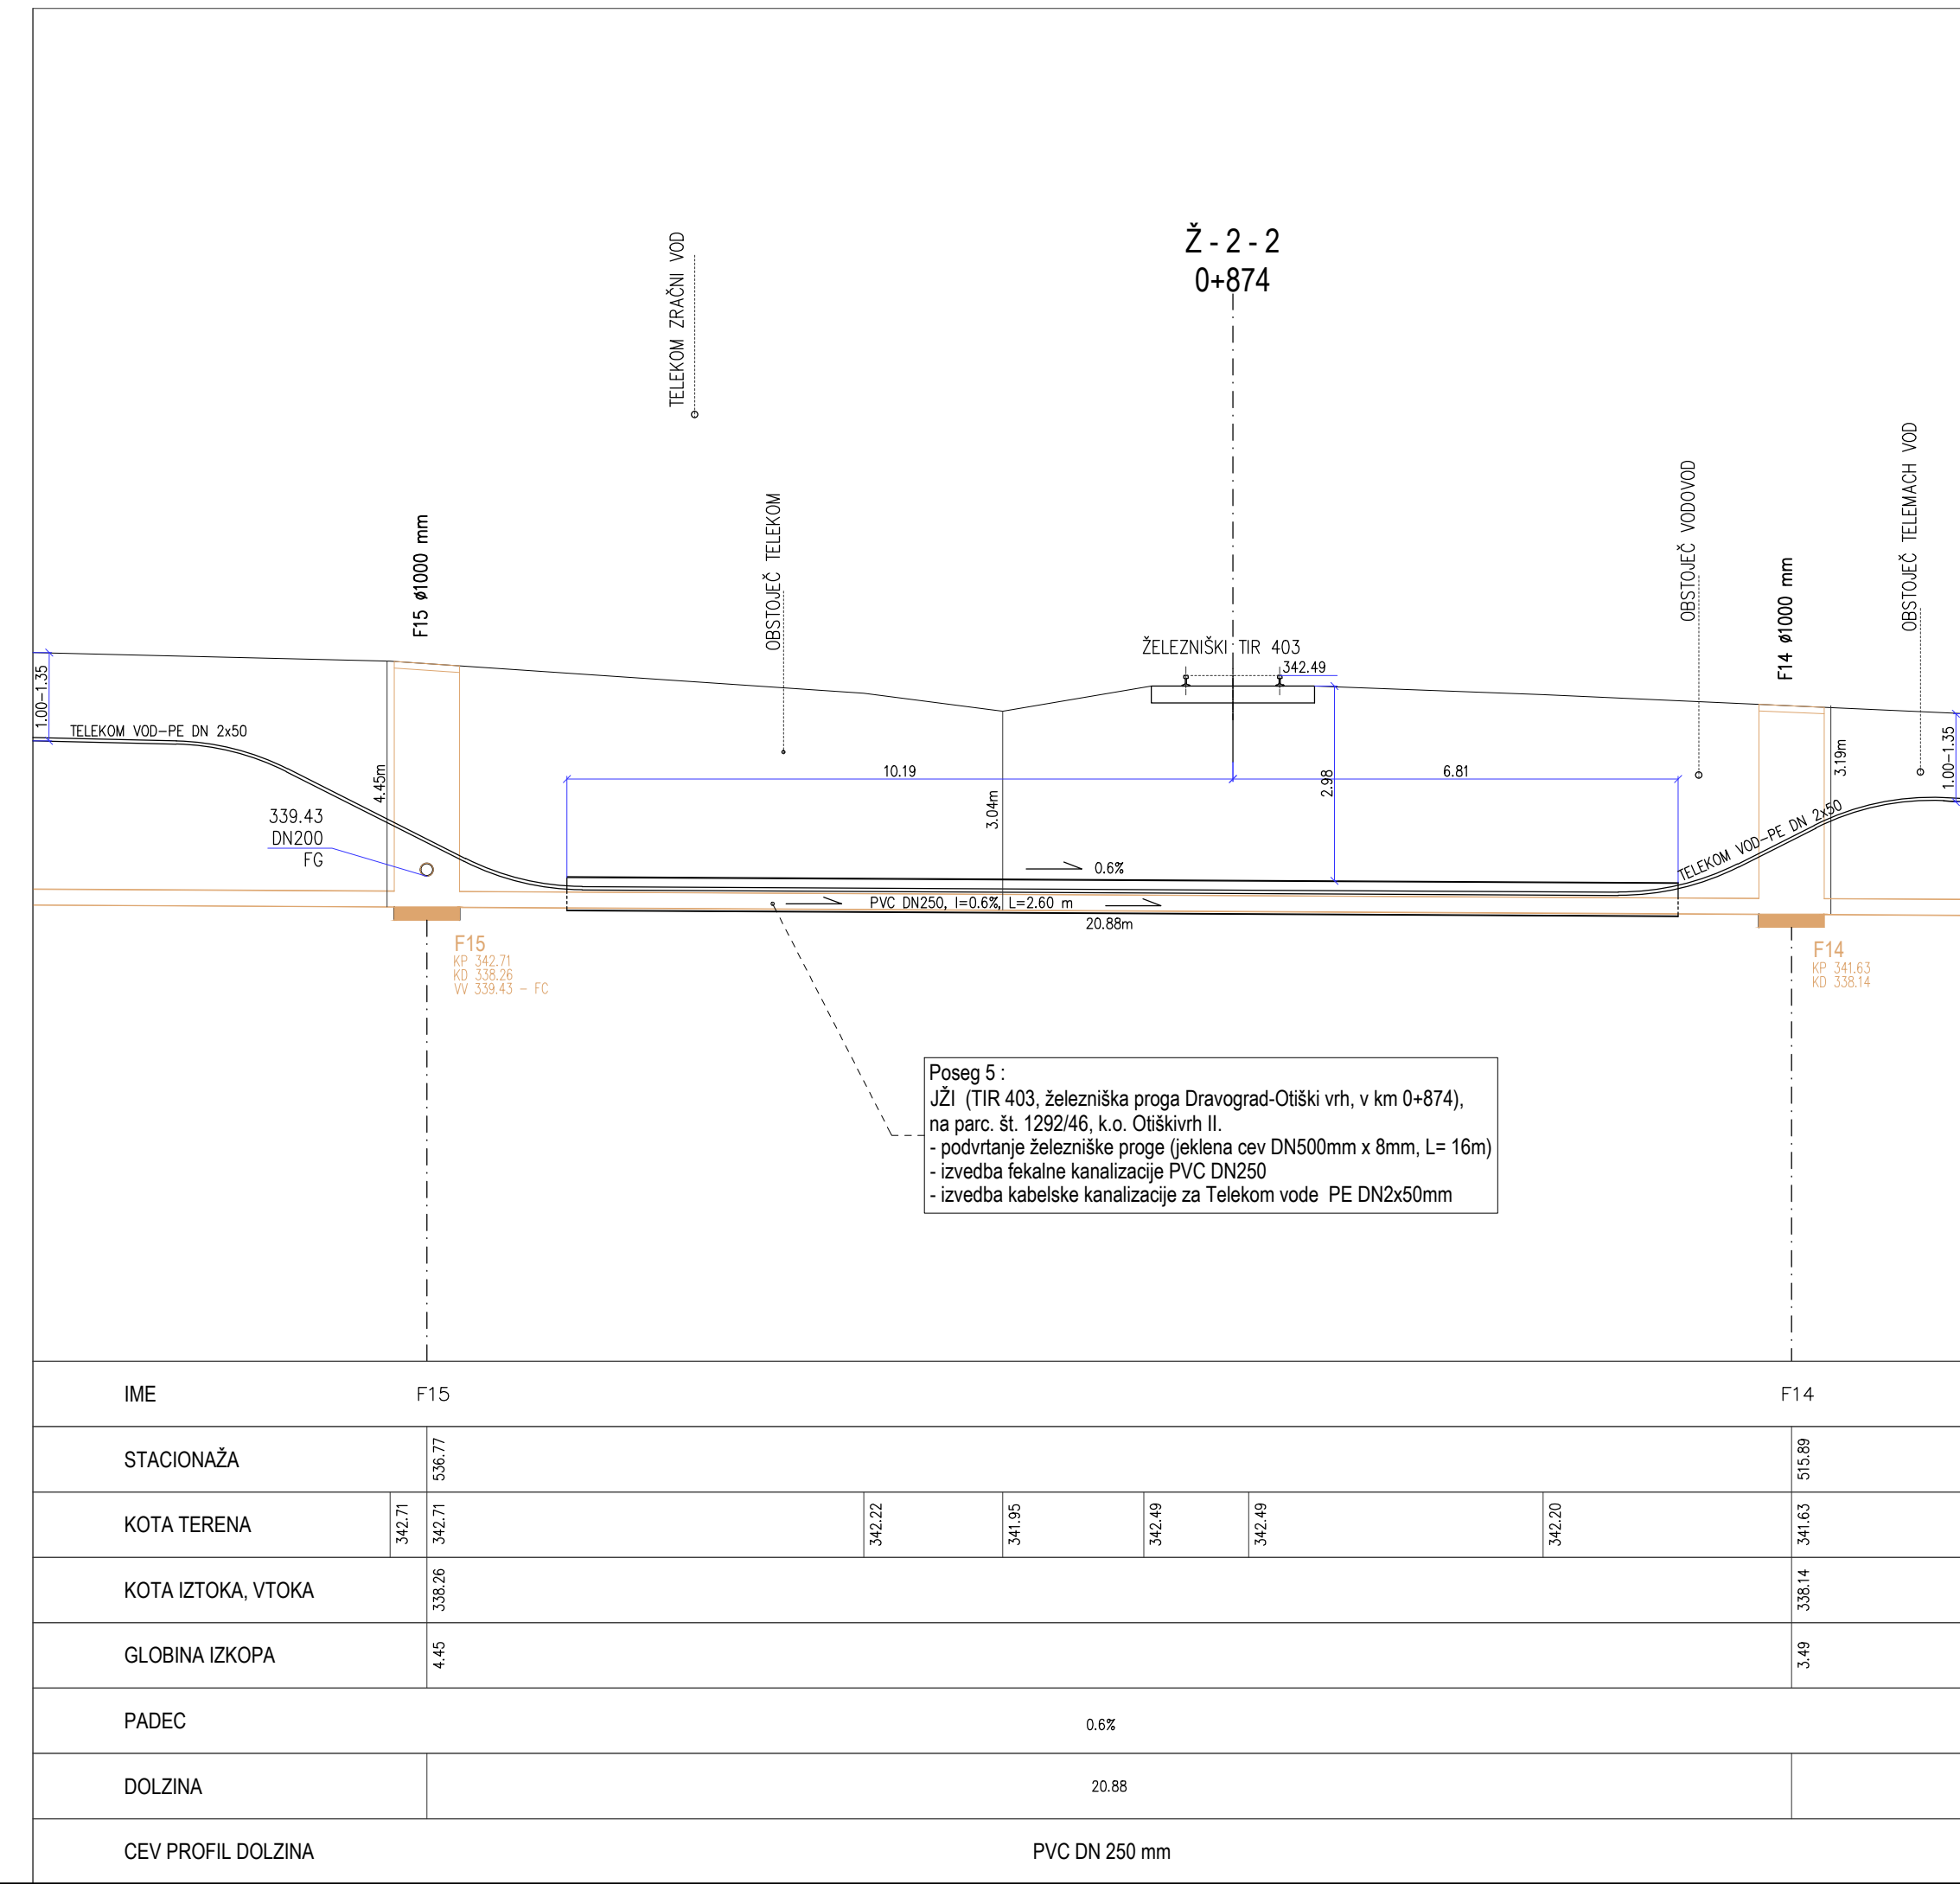 Ž - 2 - 2
0+874
TELEKOM ZRAČNI VOD
OBSTOJEČ TELEKOM
OBSTOJEČ VODOVOD
OBSTOJEČ TELEMACH VOD
F15 ø1000 mm
F14 ø1000 mm
ŽELEZNIŠKI TIR 403
342.49
1.00-1.35
TELEKOM VOD-PE DN 2x50
4.45m
10.19
6.81
2.98
3.04m
3.19m
1.00-1.35
TELEKOM VOD-PE DN 2x50
339.43
DN200
FG
0.6%
PVC DN250, I=0.6%, L=2.60 m
20.88m
F15
KP 342.71
KD 338.26
VV 339.43 - FC
F14
KP 341.63
KD 338.14
Poseg 5 :
JŽI (TIR 403, železniška proga Dravograd-Otiški vrh, v km 0+874),
na parc. št. 1292/46, k.o. Otiškivrh II.
- podvrtanje železniške proge (jeklena cev DN500mm x 8mm, L= 16m)
- izvedba fekalne kanalizacije PVC DN250
- izvedba kabelske kanalizacije za Telekom vode PE DN2x50mm
IME F15 F14
STACIONAŽA 536.77 515.89
KOTA TERENA 342.71 342.71 342.22 341.95 342.49 342.49 342.20 341.63
KOTA IZTOKA, VTOKA 338.26 338.14
GLOBINA IZKOPA 4.45 3.49
PADEC 0.6%
DOLZINA 20.88
CEV PROFIL DOLZINA PVC DN 250 mm